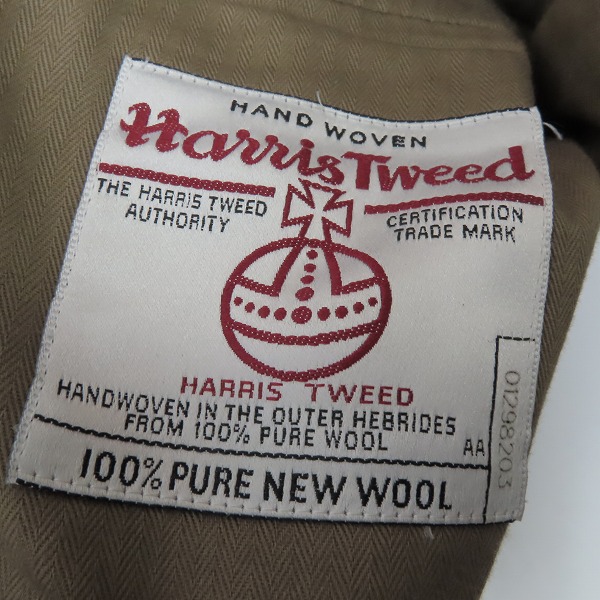 HAND WOVEN
Harris Tweed
THE HARRIS TWEED
AUTHORITY
CERTIFICATION
TRADE MARK
HARRIS TWEED
HANDWOVEN IN THE OUTER HEBRIDES
FROM 100% PURE WOOL
AA
01298203
100% PURE NEW WOOL